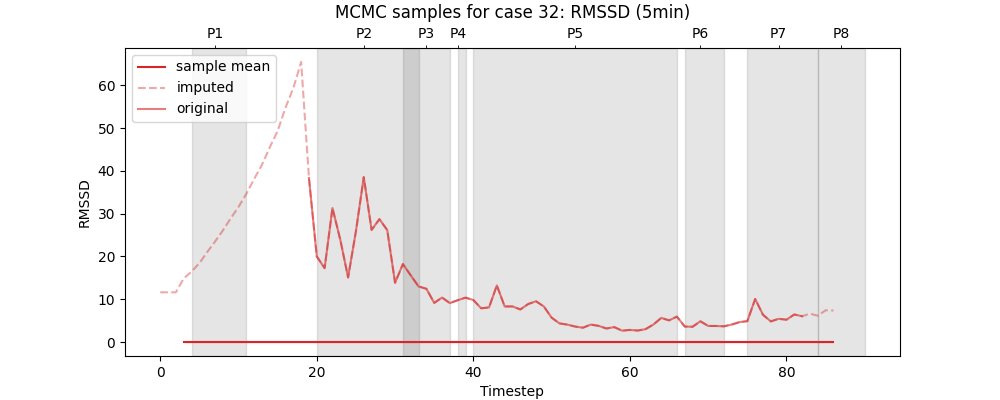 MCMC samples for case 32: RMSSD (5min)
P1 P2 P3 P4 P5 P6 P7 P8
sample mean
imputed
original
60
50
40
30
20
10
0
RMSSD
0 20 40 60 80
Timestep